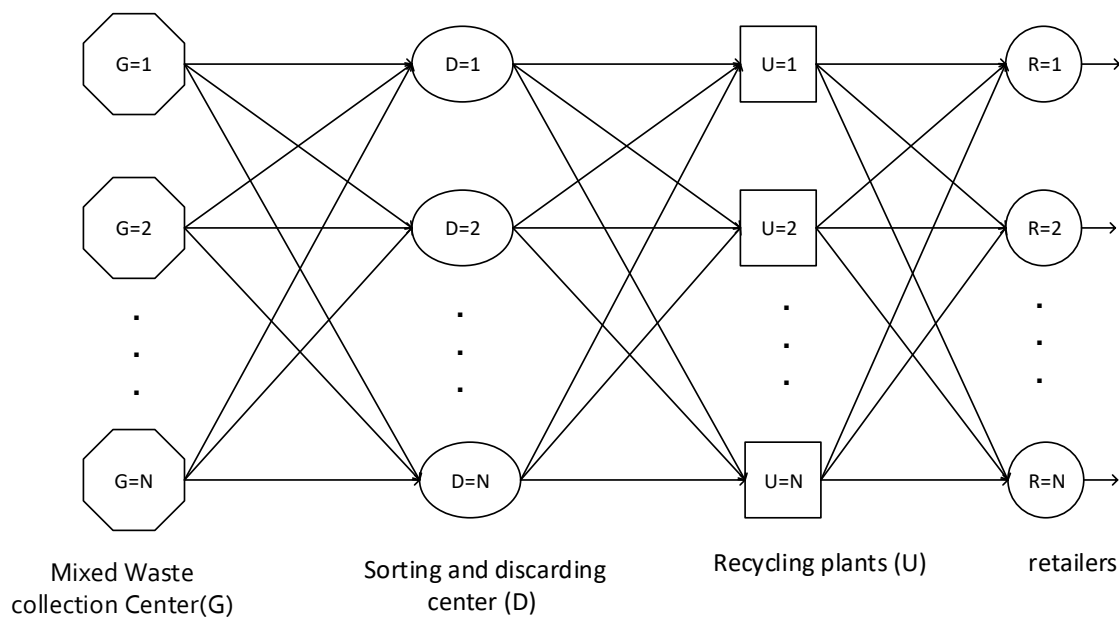 G=1
D=1
U=1
R=1
G=2
D=2
U=2
R=2
G=N
D=N
U=N
R=N
Mixed Waste
collection Center(G)
Sorting and discarding
center (D)
Recycling plants (U)
retailers